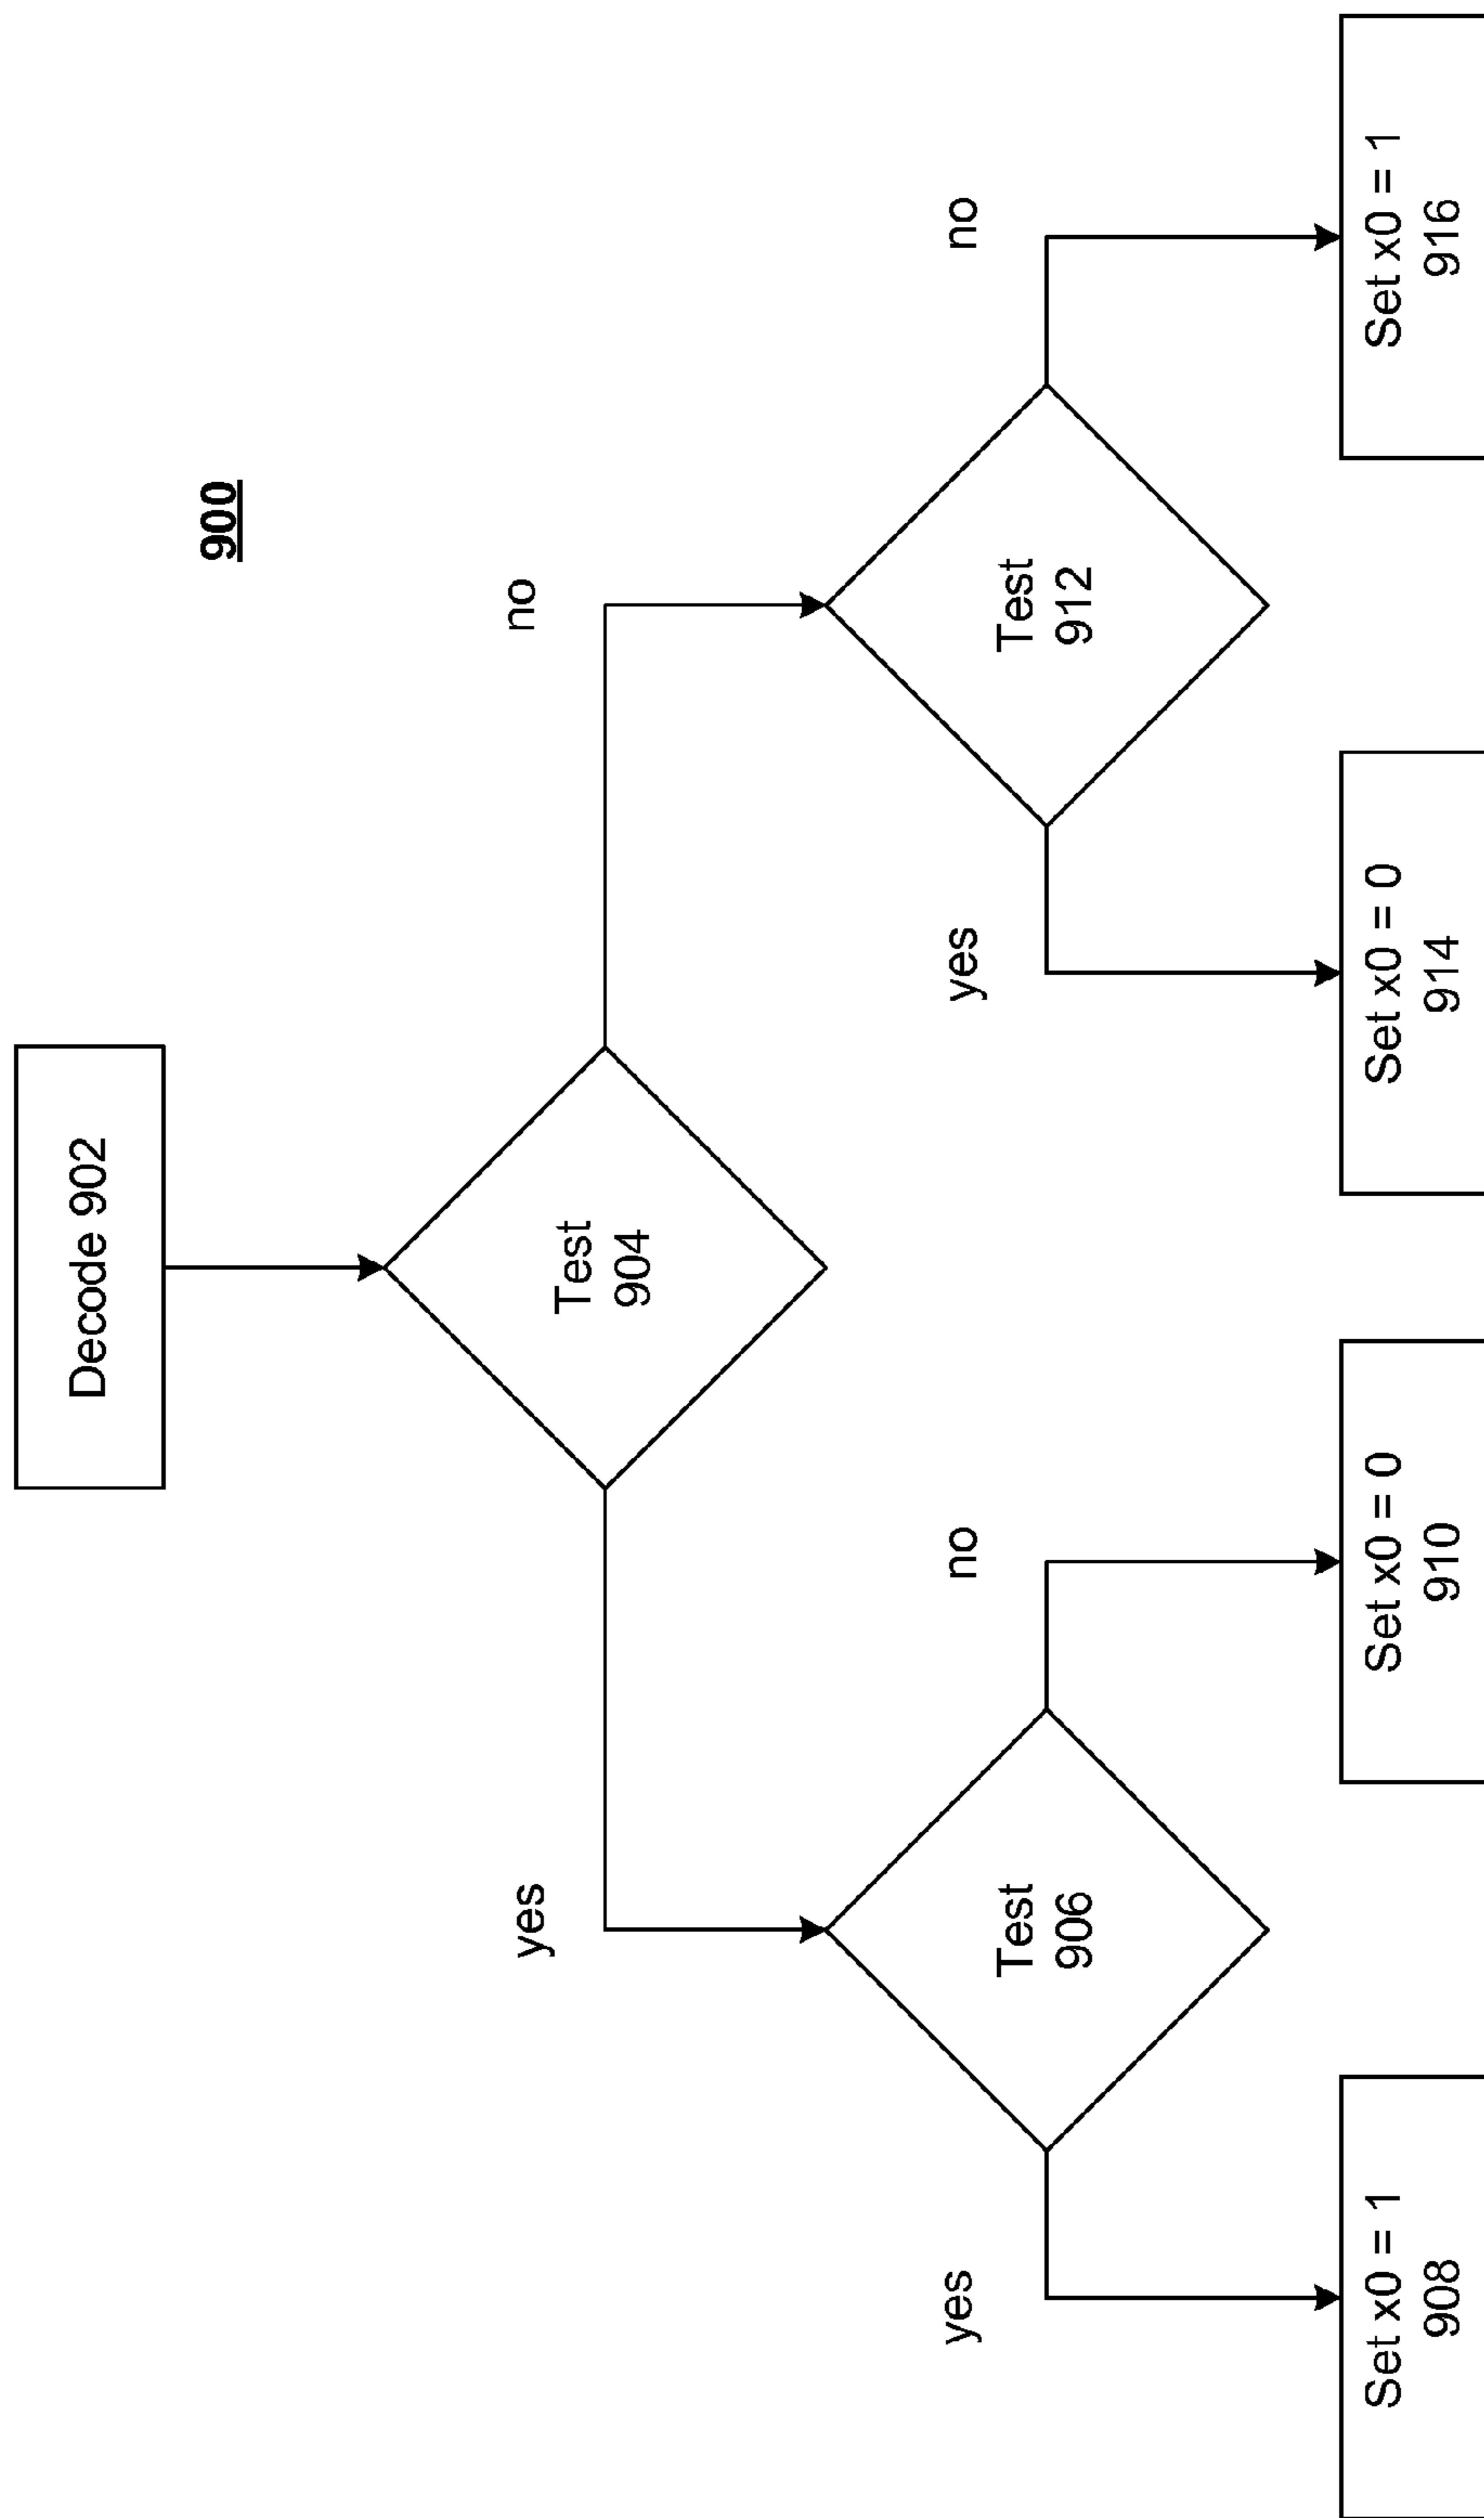 900
Decode 902
Test
904
yes
no
Test
906
Test
912
yes
no
yes
no
Set x0 = 1
908
Set x0 = 0
910
Set x0 = 0
914
Set x0 = 1
916